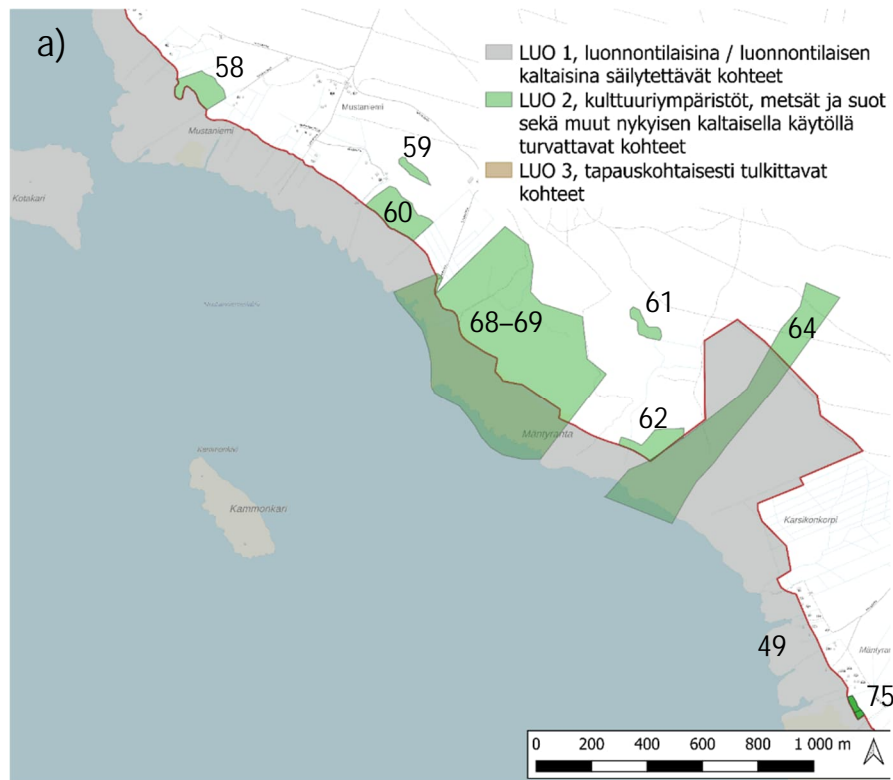 a)
LUO 1, luonnontilaisina / luonnontilaisen
kaltaisina säilytettävät kohteet
LUO 2, kulttuuriympäristöt, metsät ja suot
sekä muut nykyisen kaltaisella käytöllä
turvattavat kohteet
LUO 3, tapauskohtaisesti tulkittavat
kohteet
58
Mustaniemi
Mustaniemi
59
60
Kotakari
68–69
61
64
62
Mäntyranta
Kammonkari
Karsikonkorpi
49
75
0 200 400 600 800 1 000 m